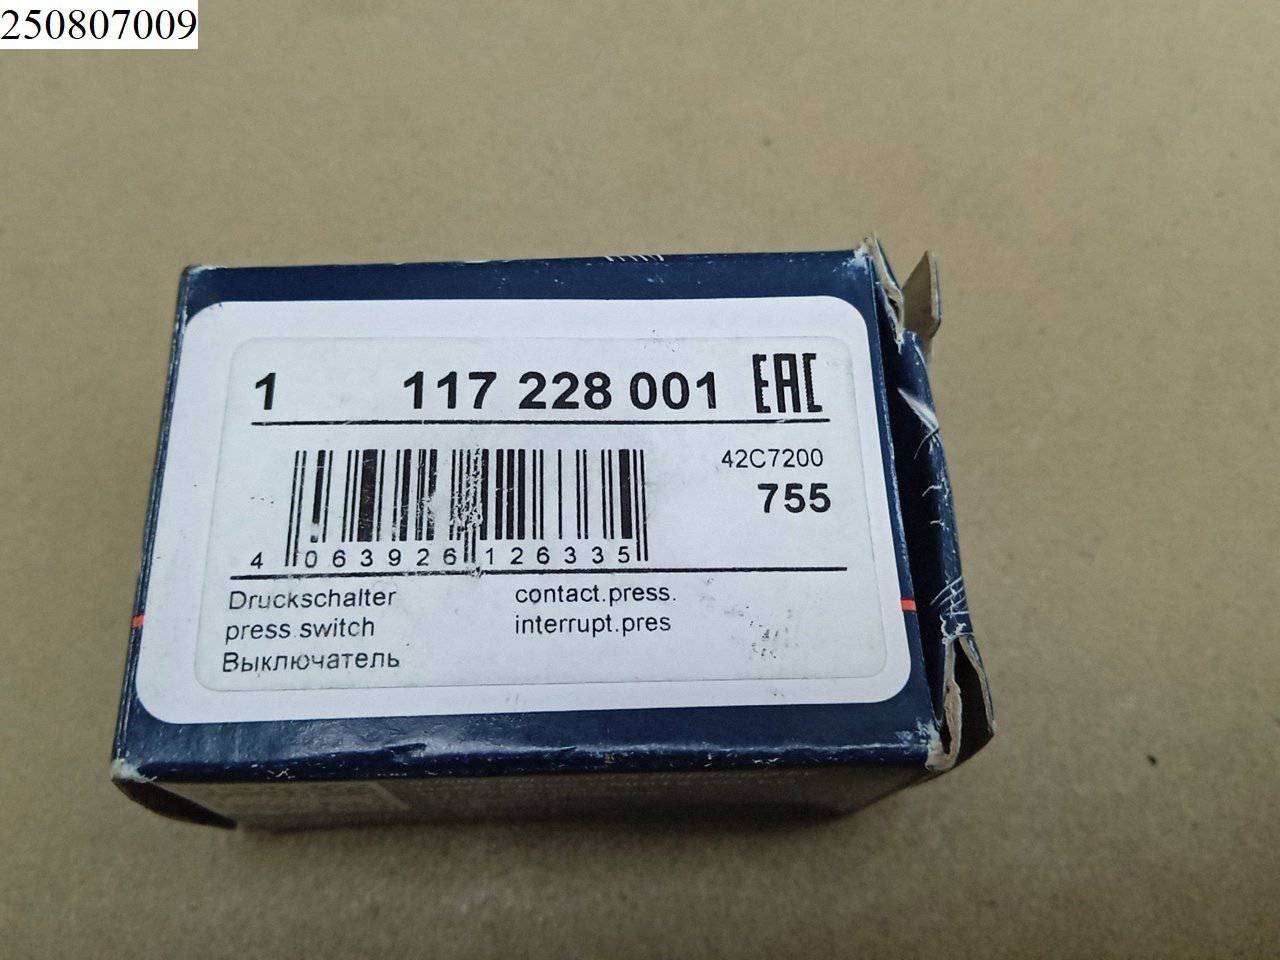 250807009
1 117 228 001 EAC
42C7200
755
4 063926 126335
Druckschalter contact.press.
press.switch interrupt.pres
Выключатель